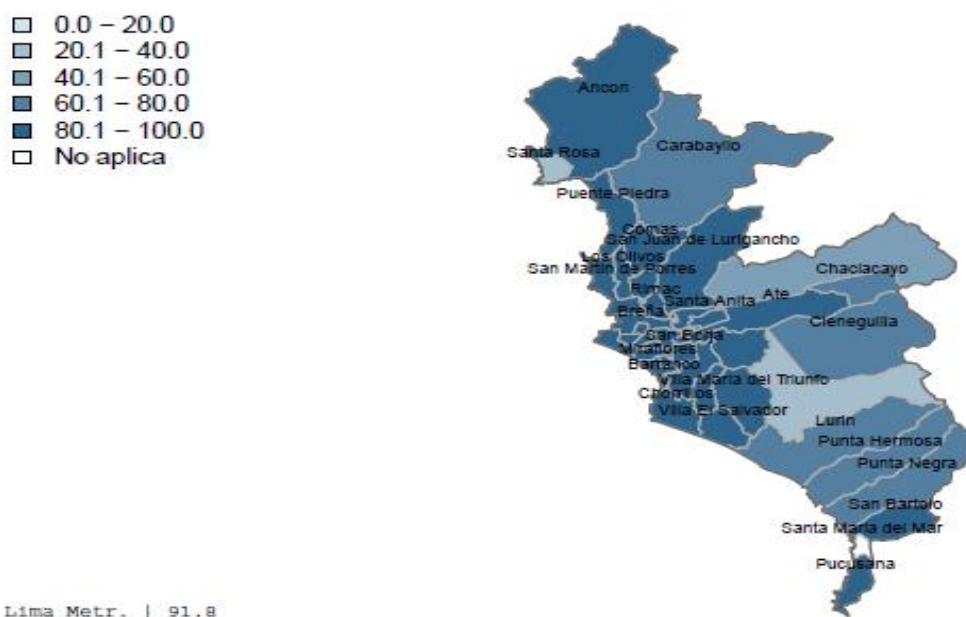 0.0 – 20.0
20.1 – 40.0
40.1 – 60.0
60.1 – 80.0
80.1 – 100.0
No aplica
Ancon
Santa Rosa
Carabayllo
Puente Piedra
Comas
San Juan de Lurigancho
Los Olivos
San Martin de Porres
Chaclacayo
Rimac
Santa Anita
Ate
Breña
Cieneguilla
San Borja
Miraflores
Barranco
Villa Maria del Triunfo
Chorrillos
Villa El Salvador
Lurin
Punta Hermosa
Punta Negra
San Bartolo
Santa Maria del Mar
Pucusana
Lima Metr. | 91.8